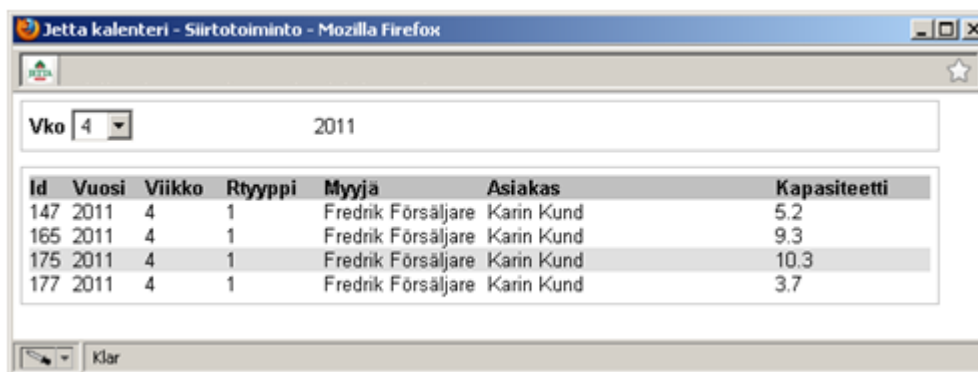 Jetta kalenteri - Siirtotoiminto - Mozilla Firefox
JETTA
Vko 4 2011
Id Vuosi Viikko Rtyyppi Myyjä Asiakas Kapasiteetti
147 2011 4 1 Fredrik Försäljare Karin Kund 5.2
165 2011 4 1 Fredrik Försäljare Karin Kund 9.3
175 2011 4 1 Fredrik Försäljare Karin Kund 10.3
177 2011 4 1 Fredrik Försäljare Karin Kund 3.7
Klar